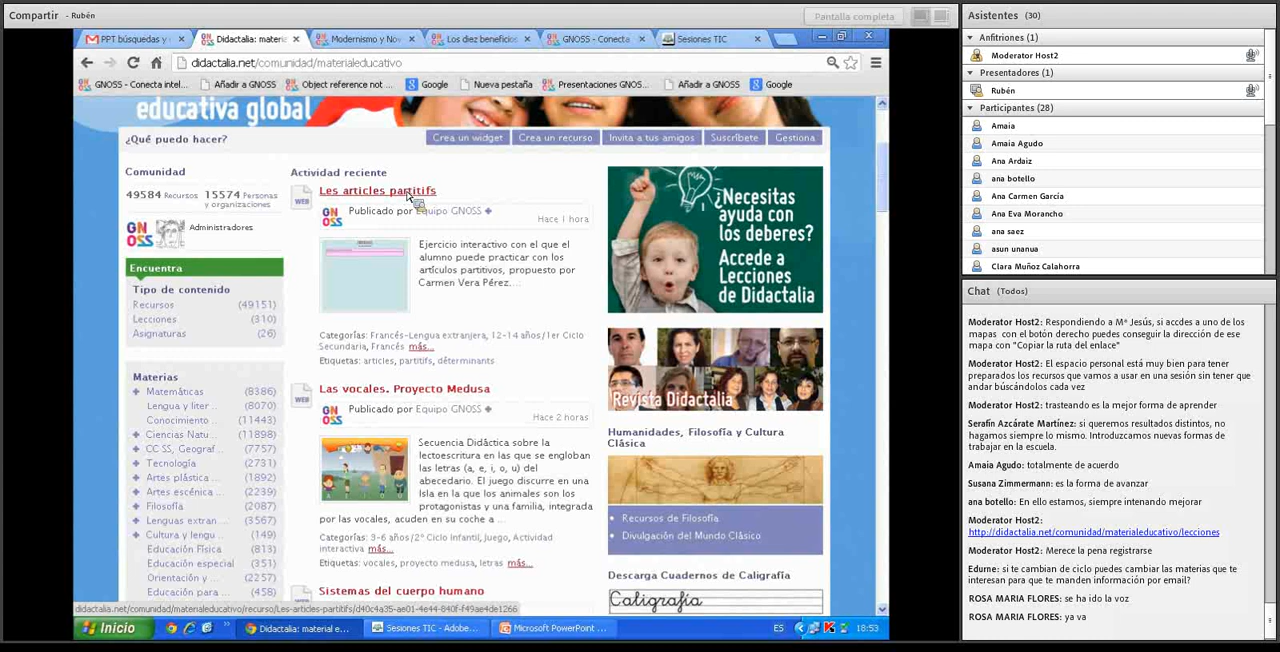 Compartir - Rubén
Pantalla completa
PPT búsquedas y
Didactalia: materia
Modernismo y Nov
Los diez beneficios
GNOSS - Conecta
Sesiones TIC
didactalia.net/comunidad/materialeducativo
GNOSS - Conecta intel...
Añadir a GNOSS
Object reference not ...
Google
Nueva pestaña
Presentaciones GNOS...
Añadir a GNOSS
Google
educativa global
¿Qué puedo hacer?
Crea un widget
Crea un recurso
Invita a tus amigos
Suscríbete
Gestiona
Comunidad
49584 Recursos 15574 Personas
y organizaciones
GNOSS
Administradores
Encuentra
Tipo de contenido
Recursos (49151)
Lecciones (310)
Asignaturas (26)
Materias
Matemáticas (8386)
Lengua y liter ... (8070)
Conocimiento ... (11443)
Ciencias Natu ... (11898)
CC SS, Geograf ... (7757)
Tecnología (2731)
Artes plástica ... (1892)
Artes escénica ... (2239)
Filosofía (2087)
Lenguas extran ... (3567)
Cultura y lengu ... (149)
Educación Física (813)
Educación especial (351)
Orientación y ... (2257)
Educación para ... (458)
Actividad reciente
WEB
Les articles partitifs
GNOSS
Publicado por Equipo GNOSS
Hace 1 hora
Ejercicio interactivo con el que el
alumno puede practicar con los
artículos partitivos, propuesto por
Carmen Vera Pérez....
Categorías: Francés-Lengua extranjera, 12-14 años/1er Ciclo
Secundaria, Francés más...
Etiquetas: articles, partitifs, déterminants
WEB
Las vocales. Proyecto Medusa
GNOSS
Publicado por Equipo GNOSS
Hace 2 horas
Secuencia Didáctica sobre la
lectoescritura en las que se engloban
las letras (a, e, i, o, u) del
abecedario. El juego discurre en una
Isla en la que los animales son los
protagonistas y una familia, integrada
por las vocales, acuden en su coche a ...
Categorías: 3-6 años/2º Ciclo Infantil, Juego, Actividad
interactiva más...
Etiquetas: vocales, proyecto medusa, letras más...
Sistemas del cuerpo humano
¿Necesitas
ayuda con
los deberes?
Accede a
Lecciones
de Didactalia
Revista Didactalia
Humanidades, Filosofía y Cultura
Clásica
Recursos de Filosofía
Divulgación del Mundo Clásico
Descarga Cuadernos de Caligrafía
Caligrafía
didactalia.net/comunidad/materialeducativo/recurso/Les-articles-partitifs/d40c4a35-ae01-4e44-840f-f49ae4de1266
Inicio
Didactalia: material e...
Sesiones TIC - Adobe...
Microsoft PowerPoint ...
ES
18:53
Asistentes (30)
Anfitriones (1)
Moderator Host2
Presentadores (1)
Rubén
Participantes (28)
Amaia
Amaia Agudo
Ana Ardaiz
ana botello
Ana Carmen García
Ana Eva Morancho
ana saez
asun unanua
Clara Muñoz Calahorra
Chat (Todos)
Moderator Host2: Respondiendo a Mª Jesús, si accdes a uno de los
mapas con el botón derecho puedes conseguir la dirección de ese
mapa con "Copiar la ruta del enlace"
Moderator Host2: El espacio personal está muy bien para tener
preparados los recursos que vamos a usar en una sesión sin tener que
andar búscándolos cada vez
Moderator Host2: trasteando es la mejor forma de aprender
Serafín Azcárate Martínez: si queremos resultados distintos, no
hagamos siempre lo mismo. Introduzcamos nuevas formas de
trabajar en la escuela.
Amaia Agudo: totalmente de acuerdo
Susana Zimmermann: es la forma de avanzar
ana botello: En ello estamos, siempre intenando mejorar
Moderator Host2:
http://didactalia.net/comunidad/materialeducativo/lecciones
Moderator Host2: Merece la pena registrarse
Edurne: si te cambian de ciclo puedes cambiar las materias que te
interesan para que te manden información por email?
ROSA MARIA FLORES: se ha ido la voz
ROSA MARIA FLORES: ya va